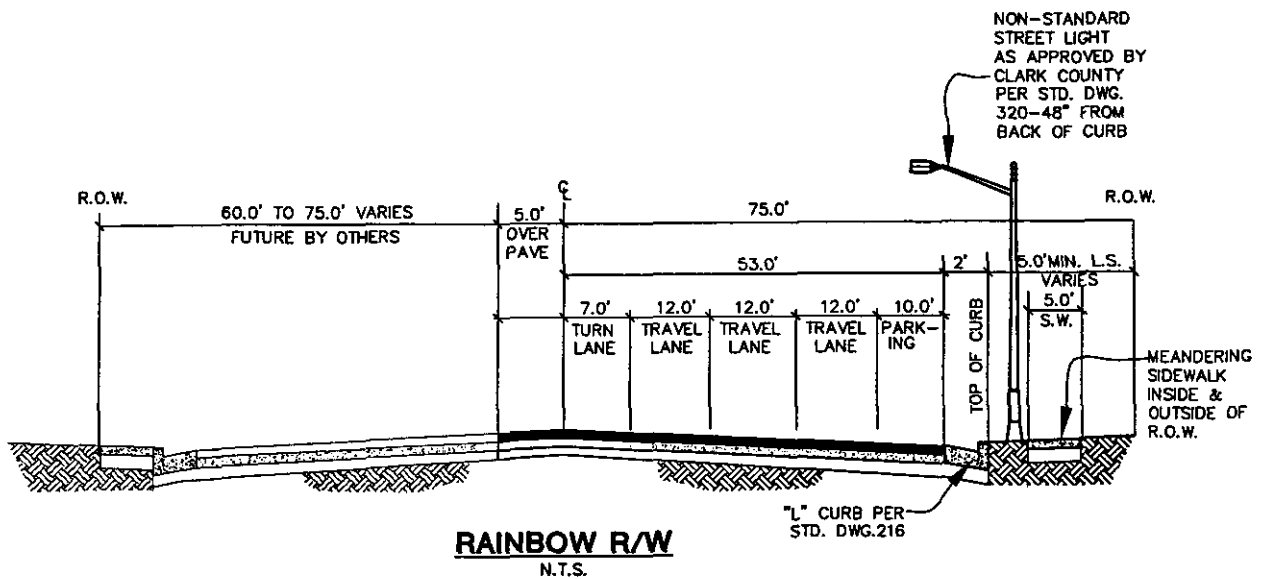 NON-STANDARD
STREET LIGHT
AS APPROVED BY
CLARK COUNTY
PER STD. DWG.
320-48" FROM
BACK OF CURB
R.O.W.
60.0' TO 75.0' VARIES
FUTURE BY OTHERS
5.0'
OVER
PAVE
℄
75.0'
R.O.W.
53.0'
2'
5.0'MIN. L.S.
VARIES
7.0'
TURN
LANE
12.0'
TRAVEL
LANE
12.0'
TRAVEL
LANE
12.0'
TRAVEL
LANE
10.0'
PARK-
ING
TOP OF CURB
5.0'
S.W.
MEANDERING
SIDEWALK
INSIDE &
OUTSIDE OF
R.O.W.
"L" CURB PER
STD. DWG.216
RAINBOW R/W
N.T.S.